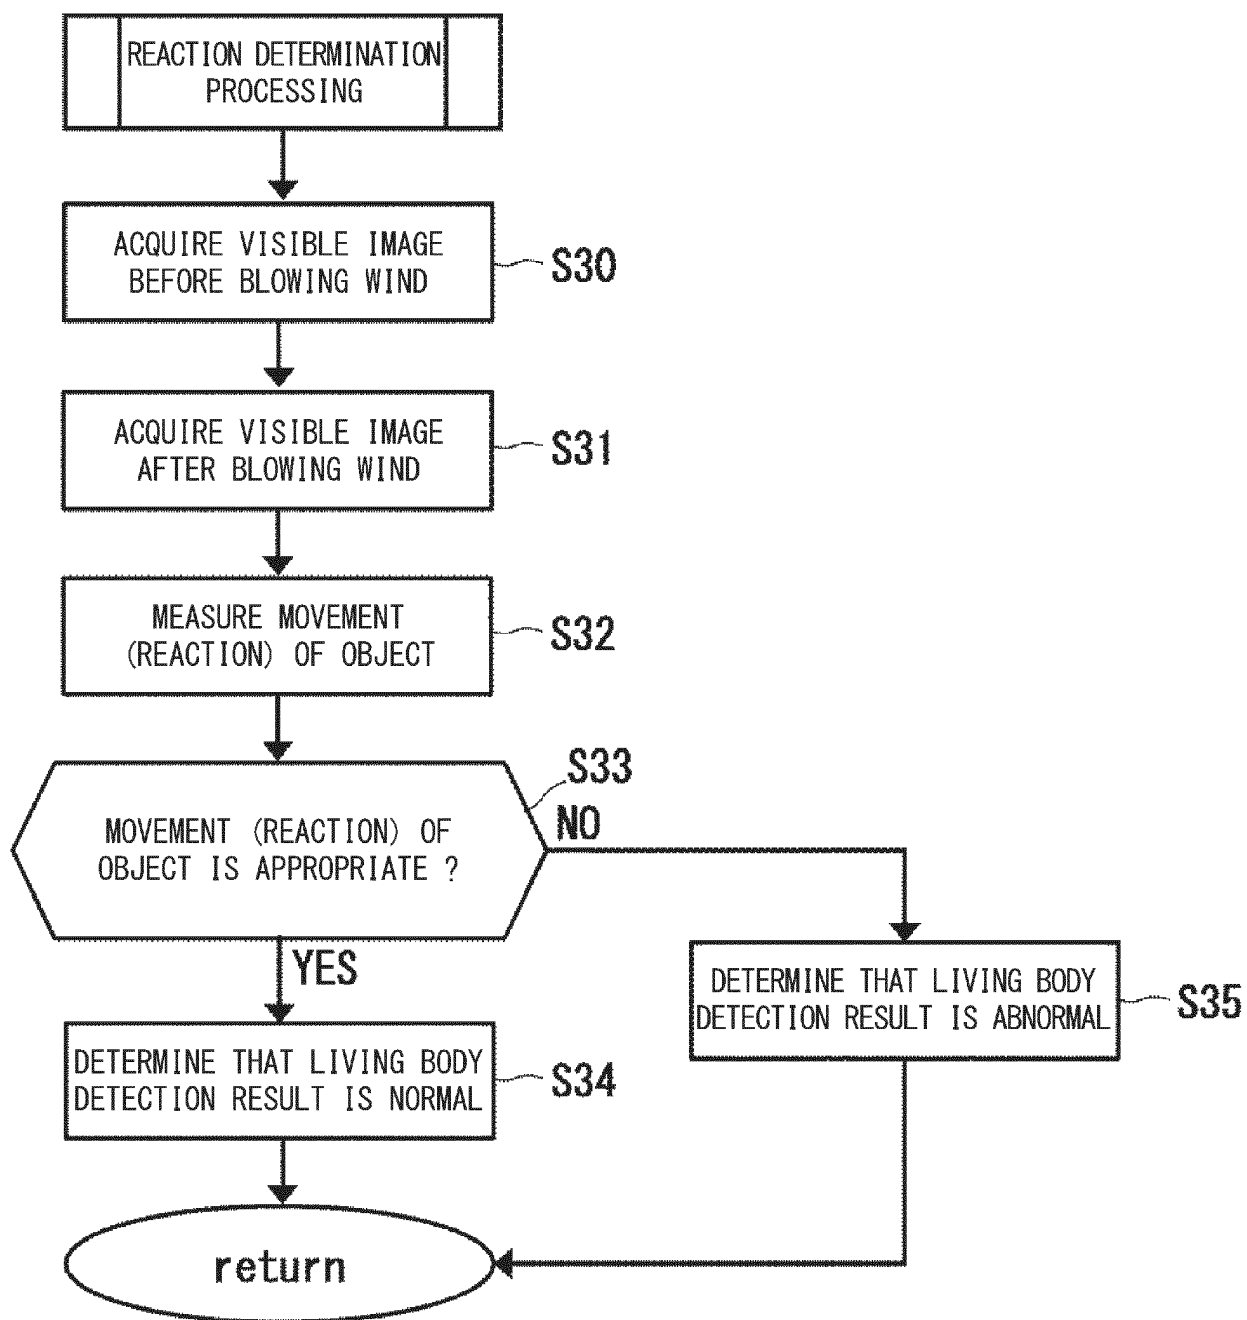 REACTION DETERMINATION
PROCESSING
ACQUIRE VISIBLE IMAGE
BEFORE BLOWING WIND
S30
ACQUIRE VISIBLE IMAGE
AFTER BLOWING WIND
S31
MEASURE MOVEMENT
(REACTION) OF OBJECT
S32
S33
MOVEMENT (REACTION) OF
OBJECT IS APPROPRIATE ?
NO
YES
DETERMINE THAT LIVING BODY
DETECTION RESULT IS ABNORMAL
S35
DETERMINE THAT LIVING BODY
DETECTION RESULT IS NORMAL
S34
return